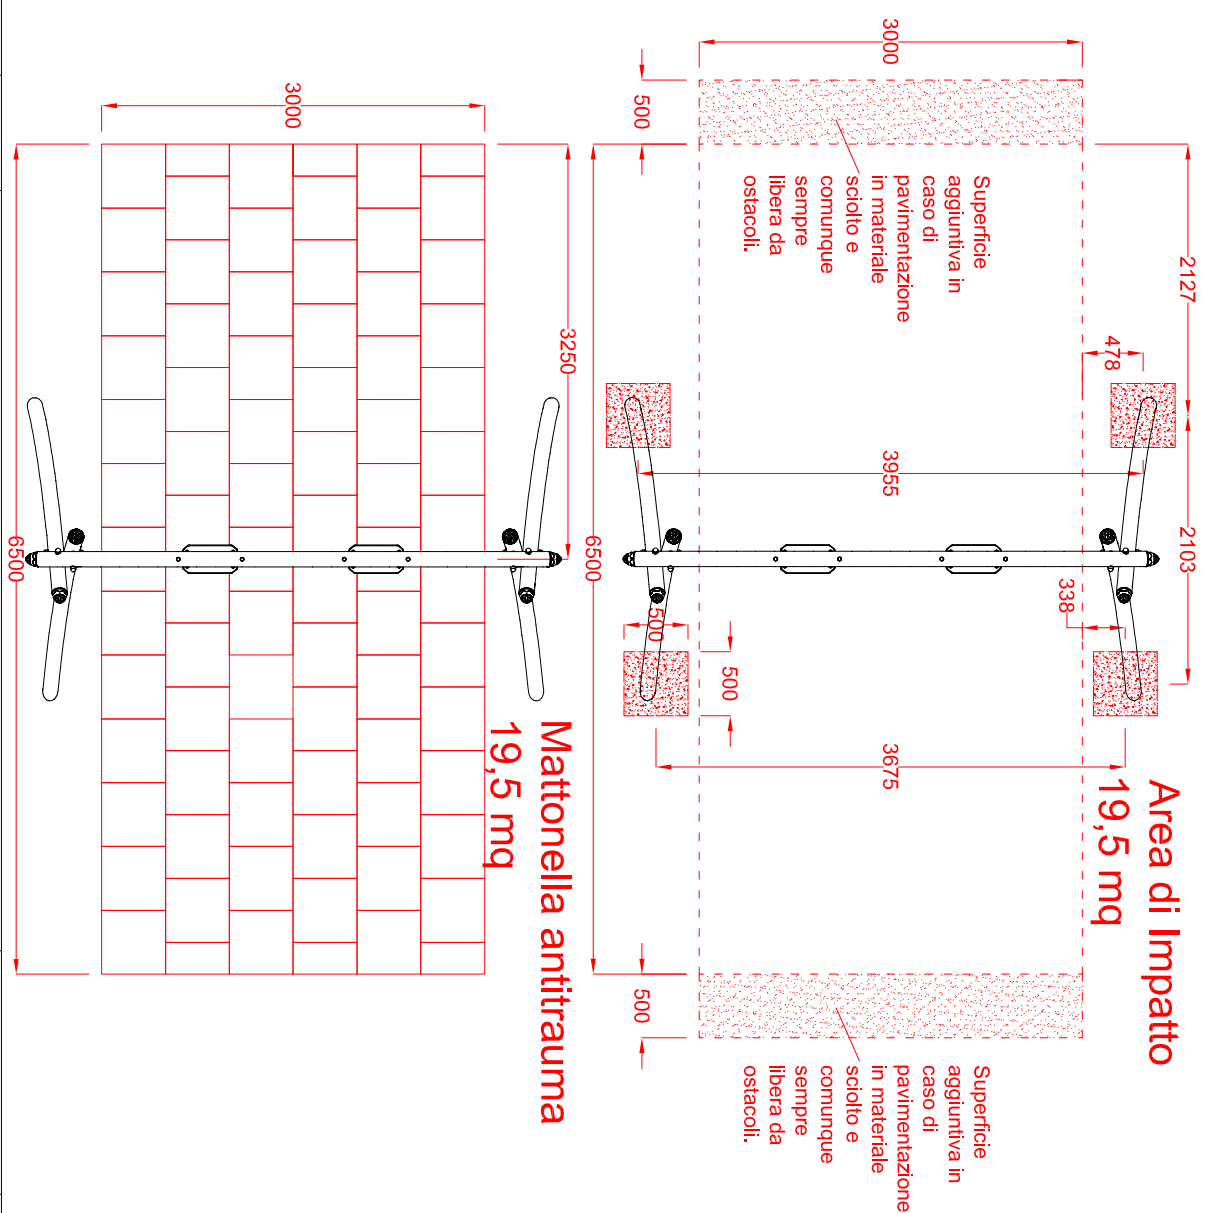 3000
500
Superficie
aggiuntiva in
caso di
pavimentazione
in materiale
sciolto e
comunque
sempre
libera da
ostacoli.
2127
478
3955
2103
338
500
500
3675
6500
Area di Impatto
19,5 mq
500
Superficie
aggiuntiva in
caso di
pavimentazione
in materiale
sciolto e
comunque
sempre
libera da
ostacoli.
3000
3250
6500
Mattonella antitrauma
19,5 mq